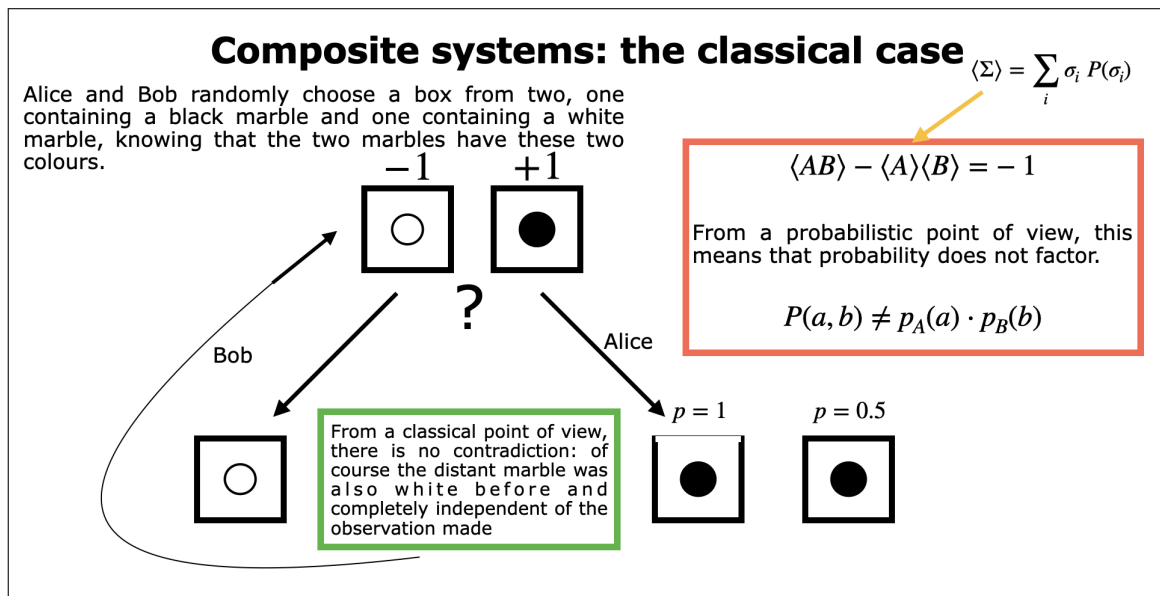 Composite systems: the classical case
⟨Σ⟩ = ∑ᵢ σᵢ P(σᵢ)
Alice and Bob randomly choose a box from two, one
containing a black marble and one containing a white
marble, knowing that the two marbles have these two
colours.
−1 +1
⟨AB⟩ − ⟨A⟩⟨B⟩ = − 1
From a probabilistic point of view, this
means that probability does not factor.
P(a, b) ≠ p_A(a) · p_B(b)
?
Bob
Alice
p = 1 p = 0.5
From a classical point of view,
there is no contradiction: of
course the distant marble was
also white before and
completely independent of the
observation made